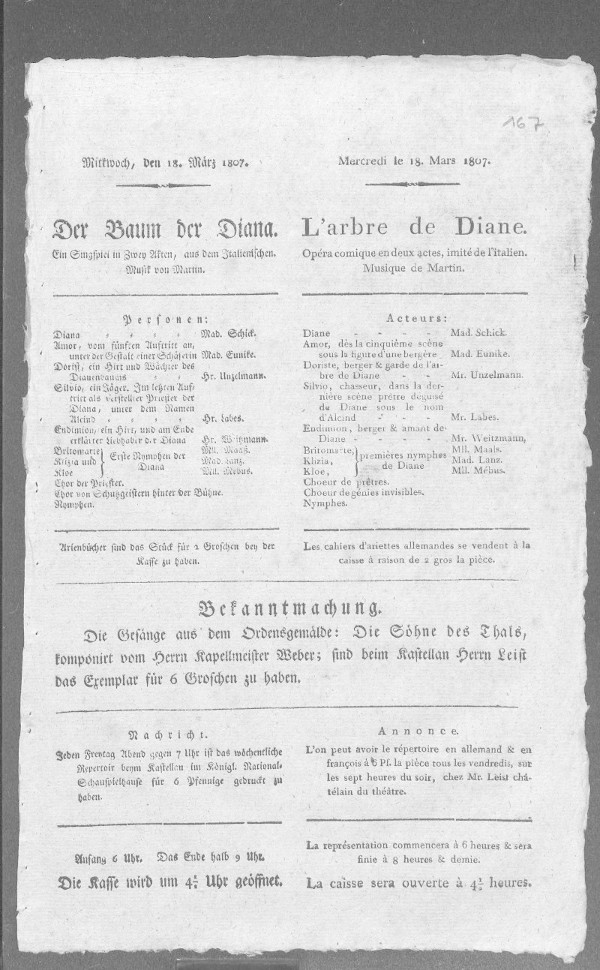 167
Mittwoch, den 18. März 1807.
Der Baum der Diana.
Ein Singspiel in Zwey Akten, aus dem Italienischen.
Musik von Martin.
Personen:
Diana - - - - Mad. Schick.
Amor, vom fünften Auftritt an,
unter der Gestalt einer Schäferin Mad. Eunike.
Dorist, ein Hirt und Wächter des
Dianenbaums - - Hr. Unzelmann.
Silvio, ein Jäger. Im letzten Auf-
tritt als verstellter Priester der
Diana, unter dem Namen
Alcind - - - Hr. Labes.
Endimion, ein Hirt, und am Ende
erklärter Liebhaber der Diana Hr. Weitzmann.
Britomarte Mll. Maaß.
Klizia und Erste Nymphen der Mad. Lanz.
Kloe Diana Mll. Mebus.
Chor der Priester.
Chor von Schutzgeistern hinter der Bühne.
Nymphen.
Arienbücher sind das Stück für 2 Groschen bey der
Kasse zu haben.
Mercredi le 18. Mars 1807.
L'arbre de Diane.
Opéra comique en deux actes, imité de l'italien.
Musique de Martin.
Acteurs:
Diane - - - - Mad. Schick.
Amor, dès la cinquième scène
sous la figure d'une bergère Mad. Eunike.
Doriste, berger & garde de l'ar-
bre de Diane - - - Mr. Unzelmann.
Silvio, chasseur, dans la der-
nière scène prêtre déguisé
de Diane sous le nom
d'Alcind - - - Mr. Labes.
Endimion, berger & amant de
Diane - - - - Mr. Weitzmann,
Britomarte, Mll. Maals.
Klizia, premières nymphes Mad. Lanz.
Kloe, de Diane Mll. Mébus.
Choeur de prêtres.
Choeur de génies invisibles.
Nymphes.
Les cahiers d'ariettes allemandes se vendent à la
caisse à raison de 2 gros la pièce.
Bekanntmachung.
Die Gesänge aus dem Ordensgemälde: Die Söhne des Thals,
komponirt vom Herrn Kapellmeister Weber; sind beim Kastellan Herrn Leist
das Exemplar für 6 Groschen zu haben.
Nachricht.
Jeden Freytag Abend gegen 7 Uhr ist das wöchentliche
Repertoir beym Kastellan im Königl. National-
Schauspielhause für 6 Pfennige gedruckt zu
haben.
Anfang 6 Uhr. Das Ende halb 9 Uhr.
Die Kasse wird um 4½ Uhr geöffnet.
Annonce.
L'on peut avoir le répertoire en allemand & en
françois à 6 Pf. la pièce tous les vendredis, sur
les sept heures du soir, chez Mr. Leist châ-
télain du théâtre.
La représentation commencera à 6 heures & sera
finie à 8 heures & demie.
La caisse sera ouverte à 4½ heures.